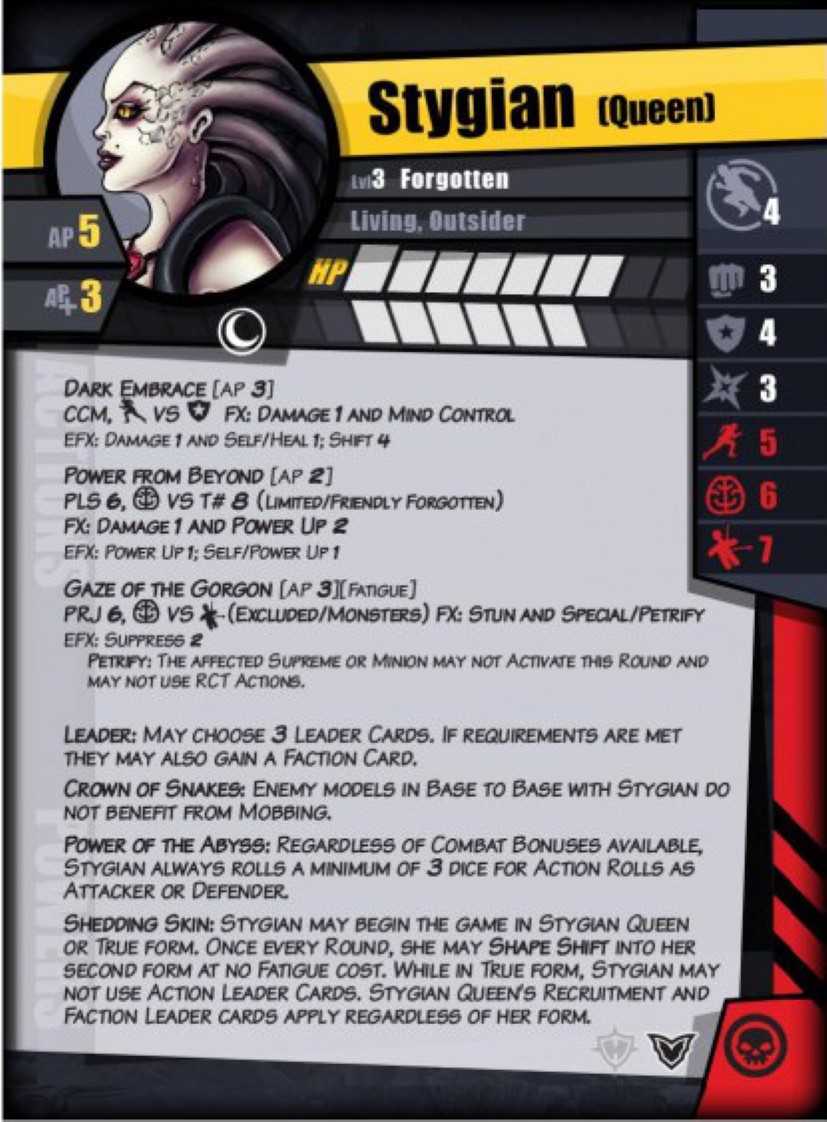 Stygian (Queen)
Lvl3 Forgotten
Living, Outsider
AP 5
AP+ 3
HP
4
3
4
3
5
6
7
ACTIONS
DARK EMBRACE [AP 3]
CCM, VS FX: DAMAGE 1 AND MIND CONTROL
EFX: DAMAGE 1 AND SELF/HEAL 1; SHIFT 4
POWER FROM BEYOND [AP 2]
PLS 6, VS T# 8 (LIMITED/FRIENDLY FORGOTTEN)
FX: DAMAGE 1 AND POWER UP 2
EFX: POWER UP 1; SELF/POWER UP 1
GAZE OF THE GORGON [AP 3][FATIGUE]
PRJ 6, VS (EXCLUDED/MONSTERS) FX: STUN AND SPECIAL/PETRIFY
EFX: SUPPRESS 2
PETRIFY: THE AFFECTED SUPREME OR MINION MAY NOT ACTIVATE THIS ROUND AND
MAY NOT USE RCT ACTIONS.
POWERS
LEADER: MAY CHOOSE 3 LEADER CARDS. IF REQUIREMENTS ARE MET
THEY MAY ALSO GAIN A FACTION CARD.
CROWN OF SNAKES: ENEMY MODELS IN BASE TO BASE WITH STYGIAN DO
NOT BENEFIT FROM MOBBING.
POWER OF THE ABYSS: REGARDLESS OF COMBAT BONUSES AVAILABLE,
STYGIAN ALWAYS ROLLS A MINIMUM OF 3 DICE FOR ACTION ROLLS AS
ATTACKER OR DEFENDER.
SHEDDING SKIN: STYGIAN MAY BEGIN THE GAME IN STYGIAN QUEEN
OR TRUE FORM. ONCE EVERY ROUND, SHE MAY SHAPE SHIFT INTO HER
SECOND FORM AT NO FATIGUE COST. WHILE IN TRUE FORM, STYGIAN MAY
NOT USE ACTION LEADER CARDS. STYGIAN QUEEN'S RECRUITMENT AND
FACTION LEADER CARDS APPLY REGARDLESS OF HER FORM.